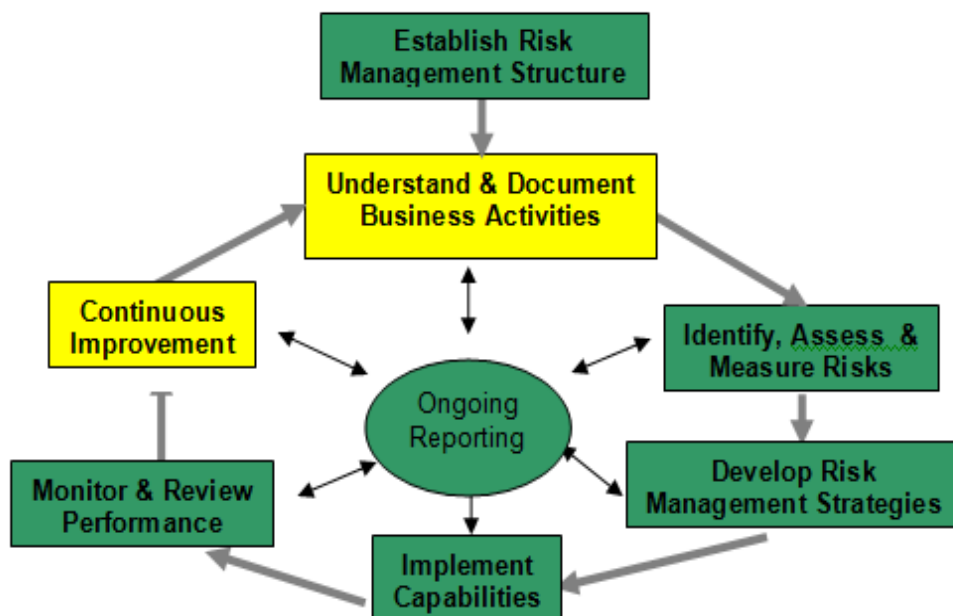 Establish Risk
Management Structure
Understand & Document
Business Activities
Continuous
Improvement
Identify, Assess &
Measure Risks
Ongoing
Reporting
Monitor & Review
Performance
Develop Risk
Management Strategies
Implement
Capabilities